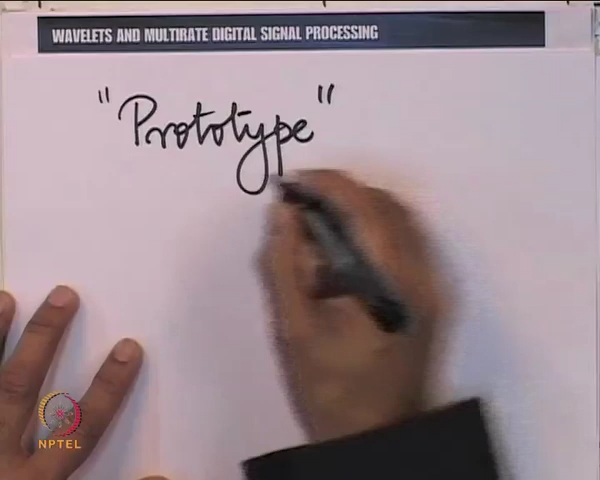 WAVELETS AND MULTIRATE DIGITAL SIGNAL PROCESSING
"Prototype"
NPTEL